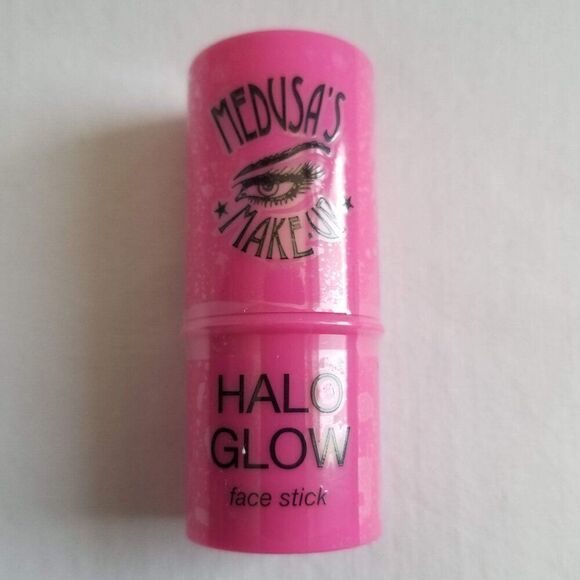 MEDUSA'S
MAKE-UP
HALO
GLOW
face stick